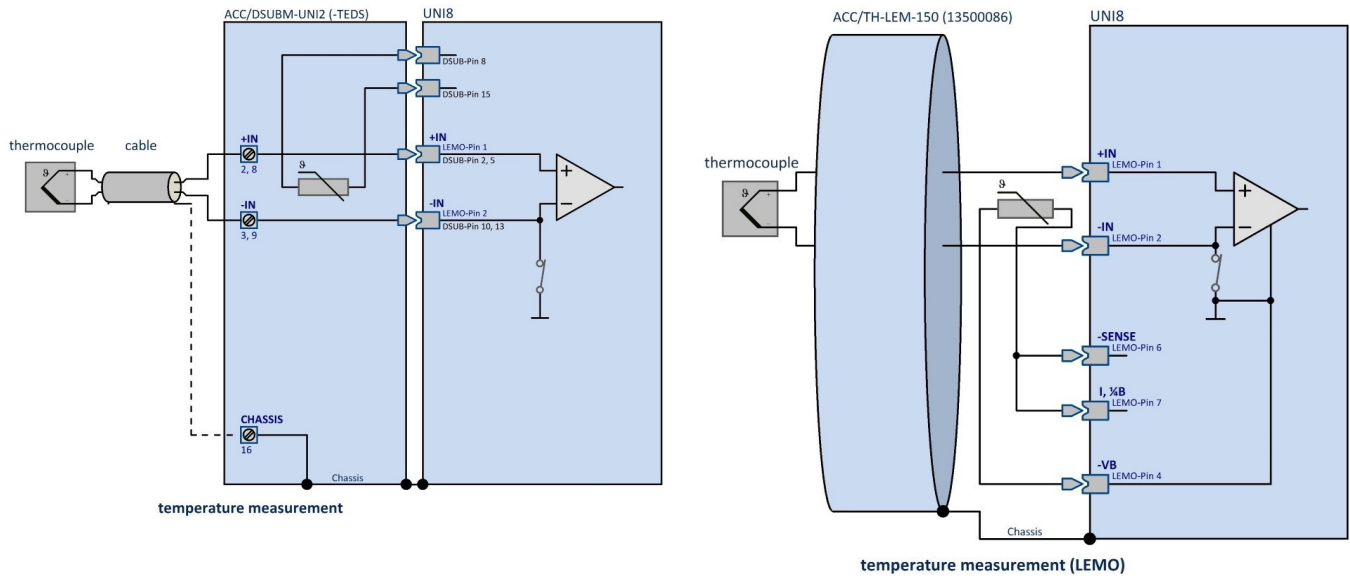 ACC/DSUBM-UNI2 (-TEDS)
UNI8
DSUB-Pin 8
DSUB-Pin 15
thermocouple
cable
ϑ
+IN
2, 8
ϑ
+IN
LEMO-Pin 1
DSUB-Pin 2, 5
+
−
-IN
3, 9
-IN
LEMO-Pin 2
DSUB-Pin 10, 13
CHASSIS
16
Chassis
temperature measurement
ACC/TH-LEM-150 (13500086)
UNI8
thermocouple
ϑ
+IN
LEMO-Pin 1
ϑ
+
−
-IN
LEMO-Pin 2
-SENSE
LEMO-Pin 6
I, ¼B
LEMO-Pin 7
-VB
LEMO-Pin 4
Chassis
temperature measurement (LEMO)